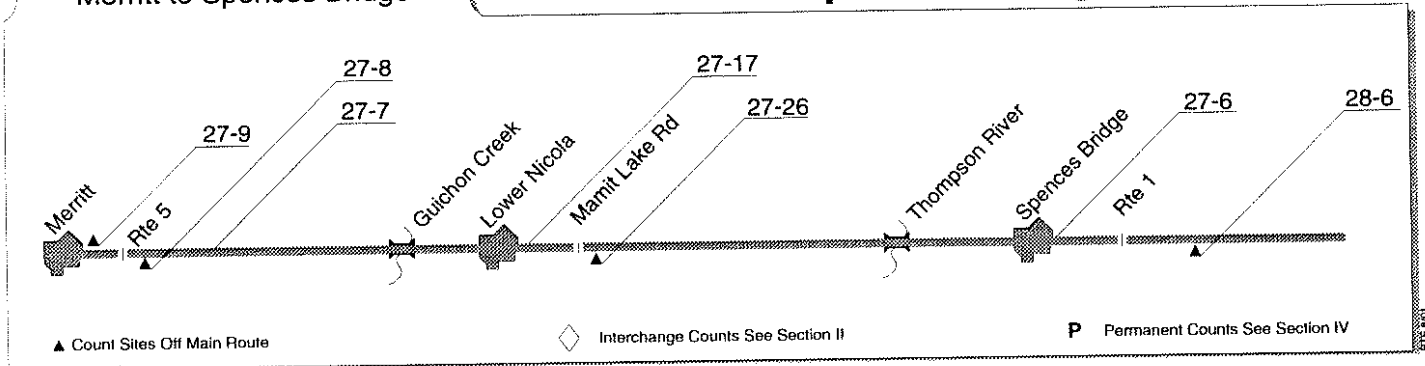 Merritt to Spences Bridge
27-8
27-17
27-7
27-26
27-9
27-6
28-6
Merritt
Rte 5
Guichon Creek
Lower Nicola
Mamit Lake Rd
Thompson River
Spences Bridge
Rte 1
▲ Count Sites Off Main Route
◇ Interchange Counts See Section II
P Permanent Counts See Section IV